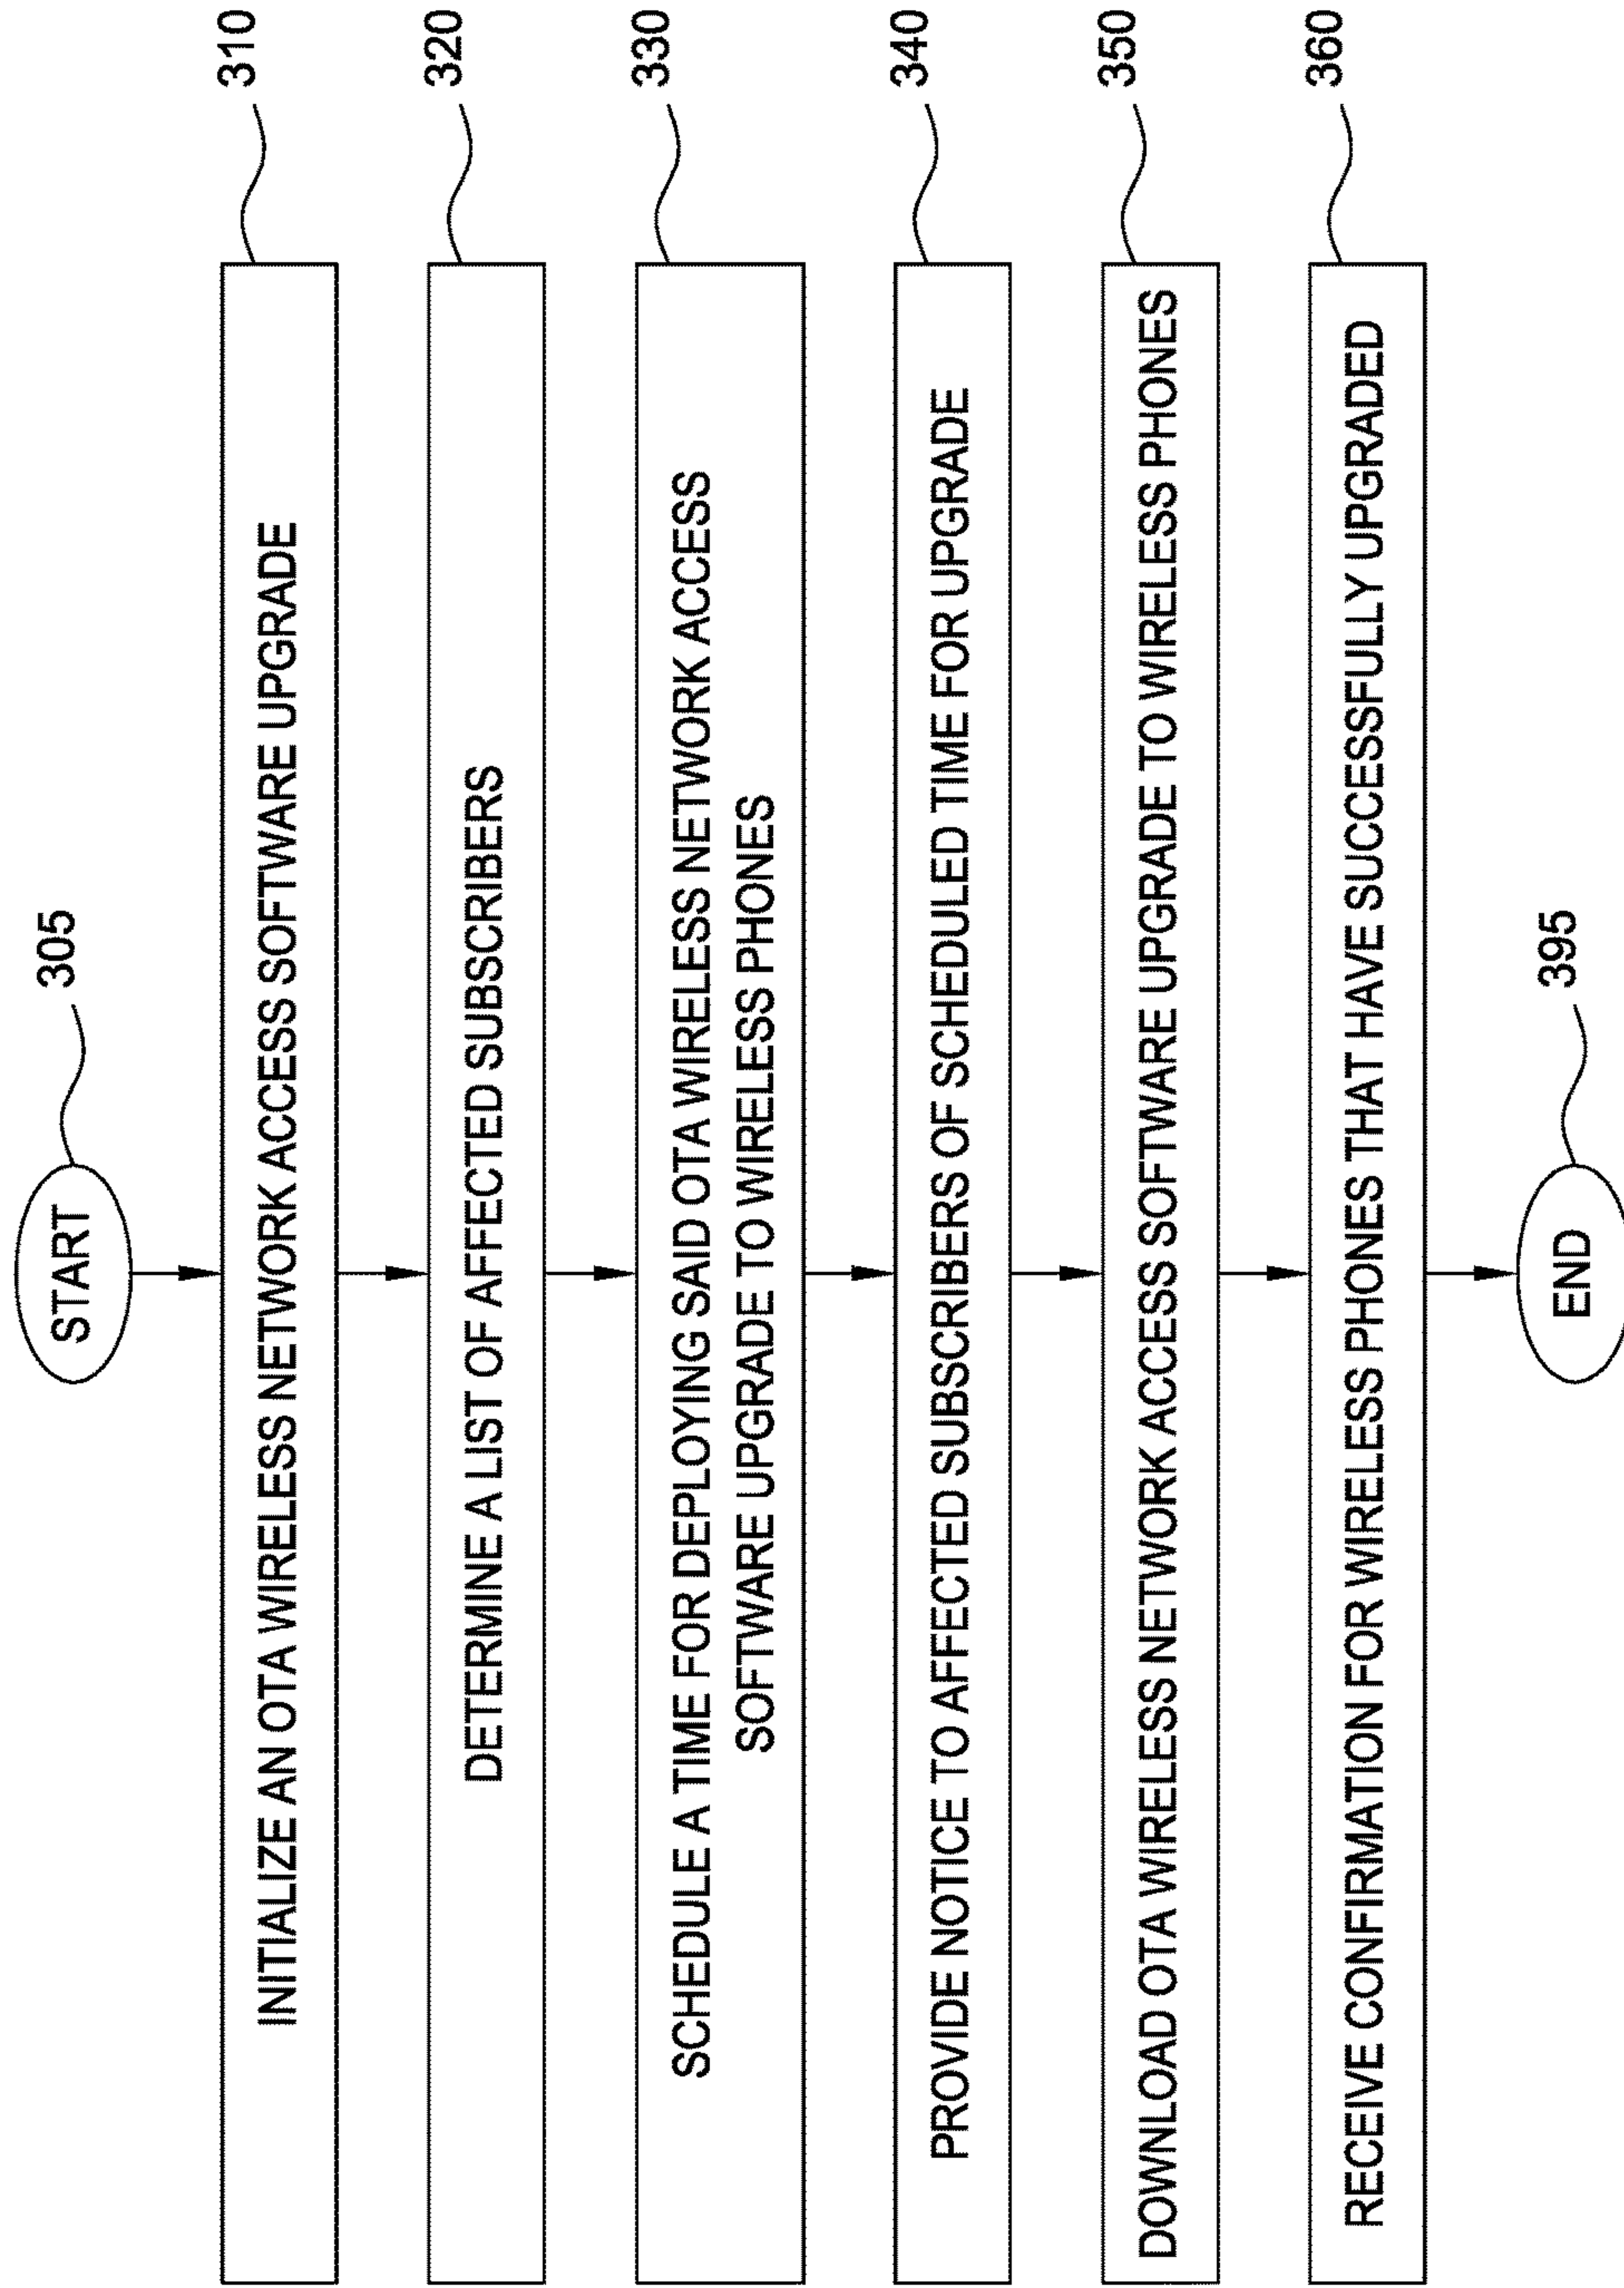 START
305
INITIALIZE AN OTA WIRELESS NETWORK ACCESS SOFTWARE UPGRADE
310
DETERMINE A LIST OF AFFECTED SUBSCRIBERS
320
SCHEDULE A TIME FOR DEPLOYING SAID OTA WIRELESS NETWORK ACCESS
SOFTWARE UPGRADE TO WIRELESS PHONES
330
PROVIDE NOTICE TO AFFECTED SUBSCRIBERS OF SCHEDULED TIME FOR UPGRADE
340
DOWNLOAD OTA WIRELESS NETWORK ACCESS SOFTWARE UPGRADE TO WIRELESS PHONES
350
RECEIVE CONFIRMATION FOR WIRELESS PHONES THAT HAVE SUCCESSFULLY UPGRADED
360
END
395